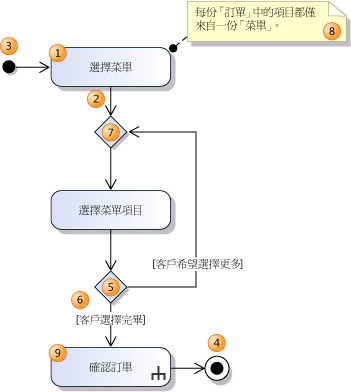 每份「訂單」中的項目都僅
來自一份「菜單」。
8
3
1
選擇菜單
2
7
選擇菜單項目
[客戶希望選擇更多]
5
6
[客戶選擇完畢]
4
9
確認訂單